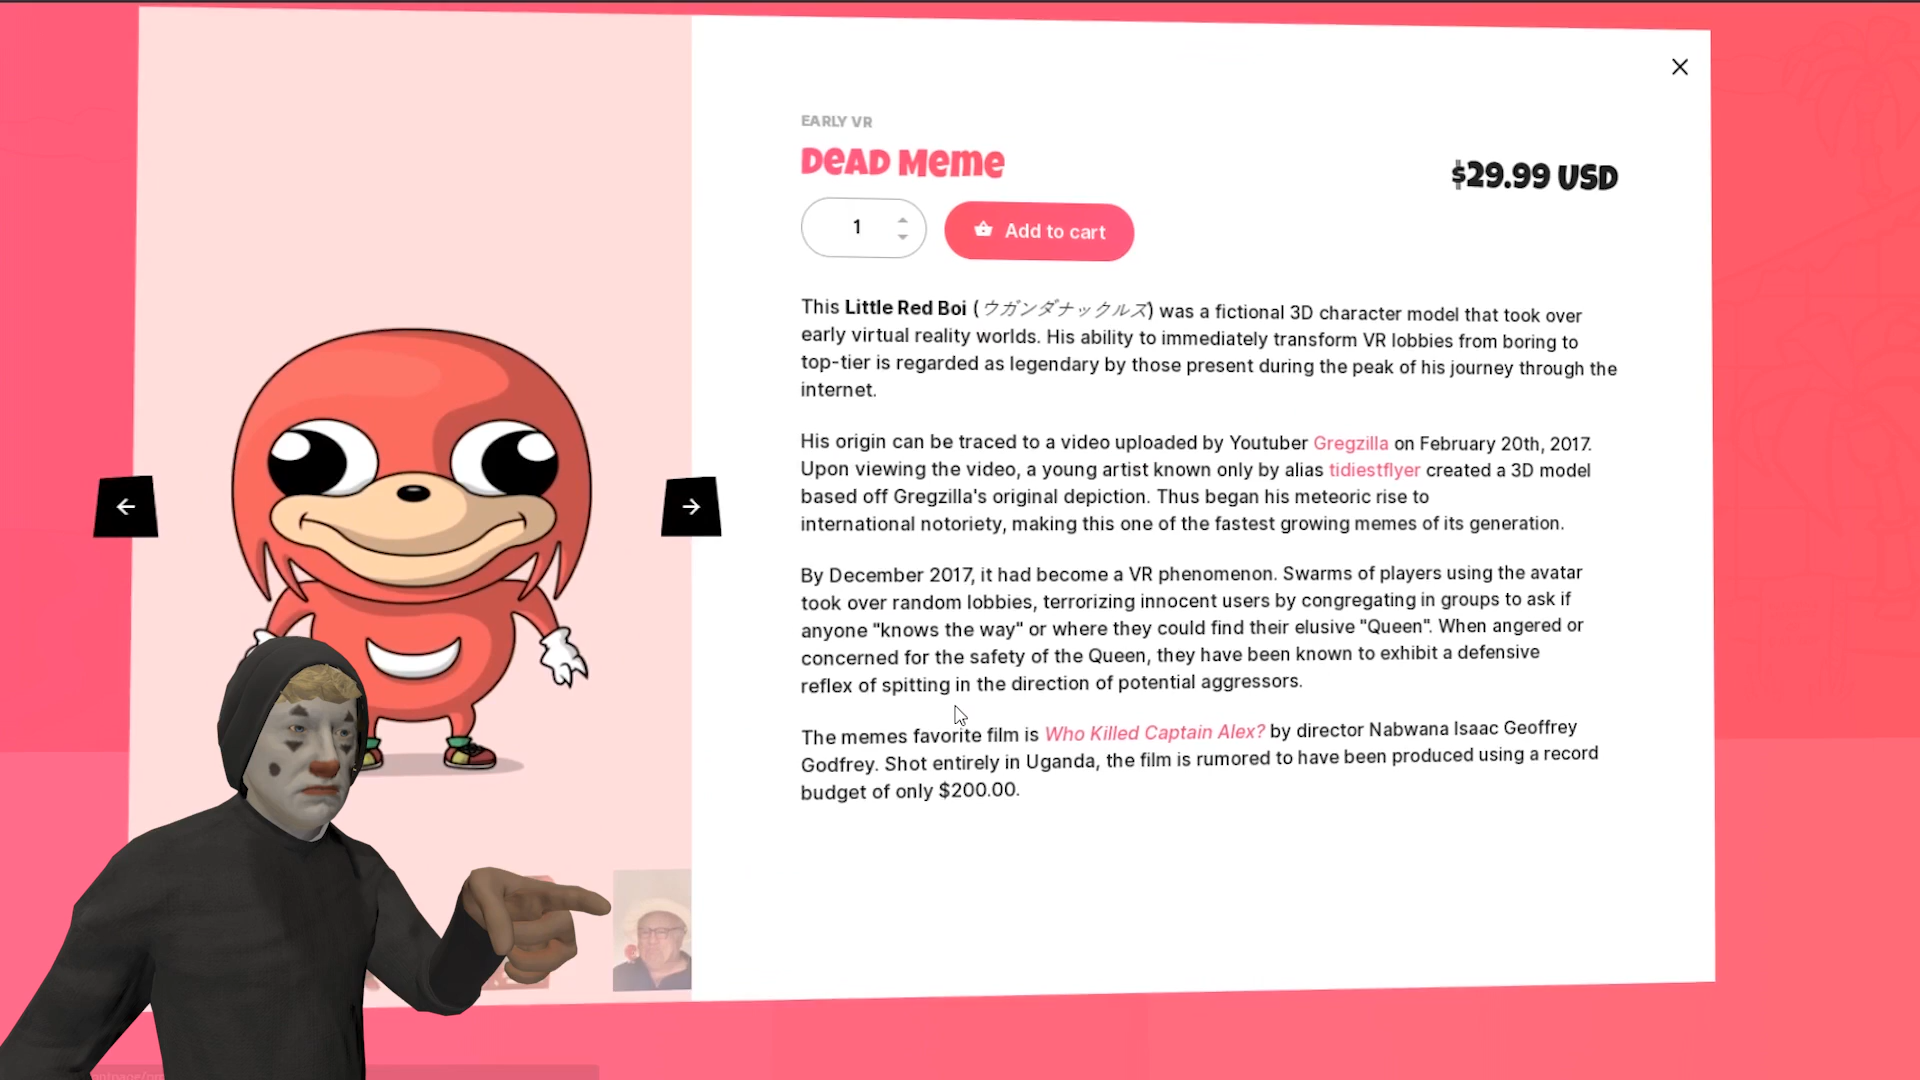 EARLY VR
Dead Meme
$29.99 USD
1
Add to cart
This Little Red Boi (ウガンダナックルズ) was a fictional 3D character model that took over
early virtual reality worlds. His ability to immediately transform VR lobbies from boring to
top-tier is regarded as legendary by those present during the peak of his journey through the
internet.
His origin can be traced to a video uploaded by Youtuber Gregzilla on February 20th, 2017.
Upon viewing the video, a young artist known only by alias tidiestflyer created a 3D model
based off Gregzilla's original depiction. Thus began his meteoric rise to
international notoriety, making this one of the fastest growing memes of its generation.
By December 2017, it had become a VR phenomenon. Swarms of players using the avatar
took over random lobbies, terrorizing innocent users by congregating in groups to ask if
anyone "knows the way" or where they could find their elusive "Queen". When angered or
concerned for the safety of the Queen, they have been known to exhibit a defensive
reflex of spitting in the direction of potential aggressors.
The memes favorite film is Who Killed Captain Alex? by director Nabwana Isaac Geoffrey
Godfrey. Shot entirely in Uganda, the film is rumored to have been produced using a record
budget of only $200.00.